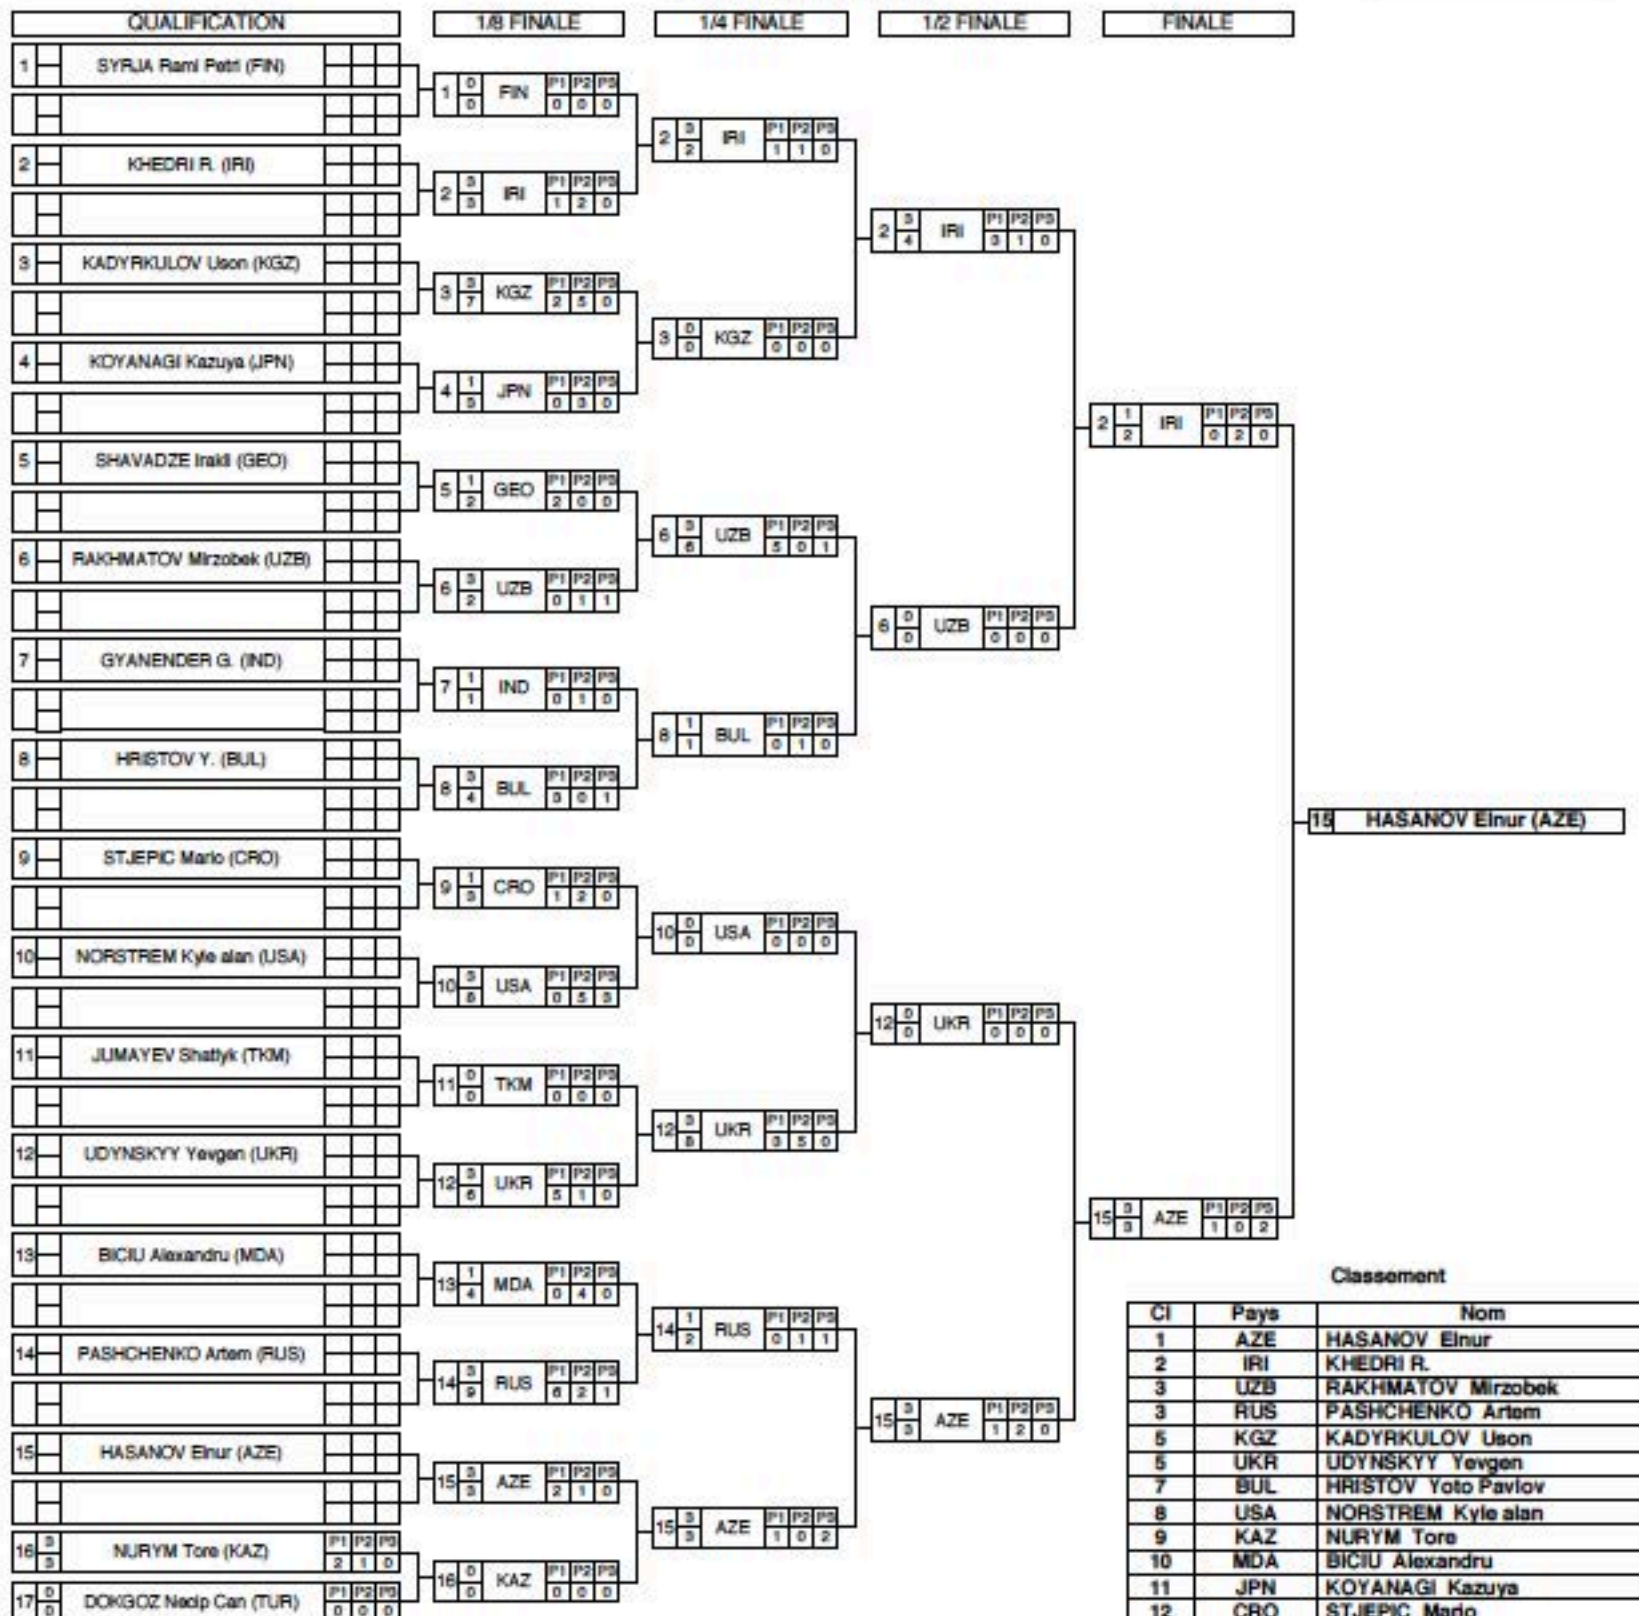 QUALIFICATION 1/8 FINALE 1/4 FINALE 1/2 FINALE FINALE
1 SYRJA Rami Petri (FIN)
1 0 0 FIN P1 P2 P3 0 0 0
2 3 2 IRI P1 P2 P3 1 1 0
2 KHEDRI R. (IRI)
2 3 3 IRI P1 P2 P3 1 2 0
2 3 4 IRI P1 P2 P3 3 1 0
3 KADYRKULOV Uson (KGZ)
3 3 7 KGZ P1 P2 P3 2 5 0
3 0 0 KGZ P1 P2 P3 0 0 0
4 KOYANAGI Kazuya (JPN)
4 1 3 JPN P1 P2 P3 0 3 0
2 1 2 IRI P1 P2 P3 0 2 0
5 SHAVADZE Irakli (GEO)
5 1 2 GEO P1 P2 P3 2 0 0
6 3 6 UZB P1 P2 P3 5 0 1
6 RAKHMATOV Mirzobek (UZB)
6 3 2 UZB P1 P2 P3 0 1 1
6 0 0 UZB P1 P2 P3 0 0 0
7 GYANENDER G. (IND)
7 1 1 IND P1 P2 P3 0 1 0
8 1 1 BUL P1 P2 P3 0 1 0
8 HRISTOV Y. (BUL)
8 3 4 BUL P1 P2 P3 3 0 1
15 HASANOV Elnur (AZE)
9 STJEPIC Mario (CRO)
9 1 3 CRO P1 P2 P3 1 2 0
10 0 0 USA P1 P2 P3 0 0 0
10 NORSTREM Kyle alan (USA)
10 3 8 USA P1 P2 P3 0 5 3
12 0 0 UKR P1 P2 P3 0 0 0
11 JUMAYEV Shatlyk (TKM)
11 0 0 TKM P1 P2 P3 0 0 0
12 3 8 UKR P1 P2 P3 3 5 0
12 UDYNSKYY Yevgen (UKR)
12 3 6 UKR P1 P2 P3 5 1 0
15 3 3 AZE P1 P2 P3 1 0 2
13 BICIU Alexandru (MDA)
13 1 4 MDA P1 P2 P3 0 4 0
14 1 2 RUS P1 P2 P3 0 1 1
14 PASHCHENKO Artem (RUS)
14 3 9 RUS P1 P2 P3 6 2 1
15 3 3 AZE P1 P2 P3 1 2 0
15 HASANOV Elnur (AZE)
15 3 3 AZE P1 P2 P3 2 1 0
15 3 3 AZE P1 P2 P3 1 0 2
16 3 3 NURYM Tore (KAZ) P1 P2 P3 2 1 0
16 0 0 KAZ P1 P2 P3 0 0 0
17 0 0 DOKGOZ Necip Can (TUR) P1 P2 P3 0 0 0
Classement
Cl Pays Nom
1 AZE HASANOV Elnur
2 IRI KHEDRI R.
3 UZB RAKHMATOV Mirzobek
3 RUS PASHCHENKO Artem
5 KGZ KADYRKULOV Uson
5 UKR UDYNSKYY Yevgen
7 BUL HRISTOV Yoto Pavlov
8 USA NORSTREM Kyle alan
9 KAZ NURYM Tore
10 MDA BICIU Alexandru
11 JPN KOYANAGI Kazuya
12 CRO STJEPIC Mario